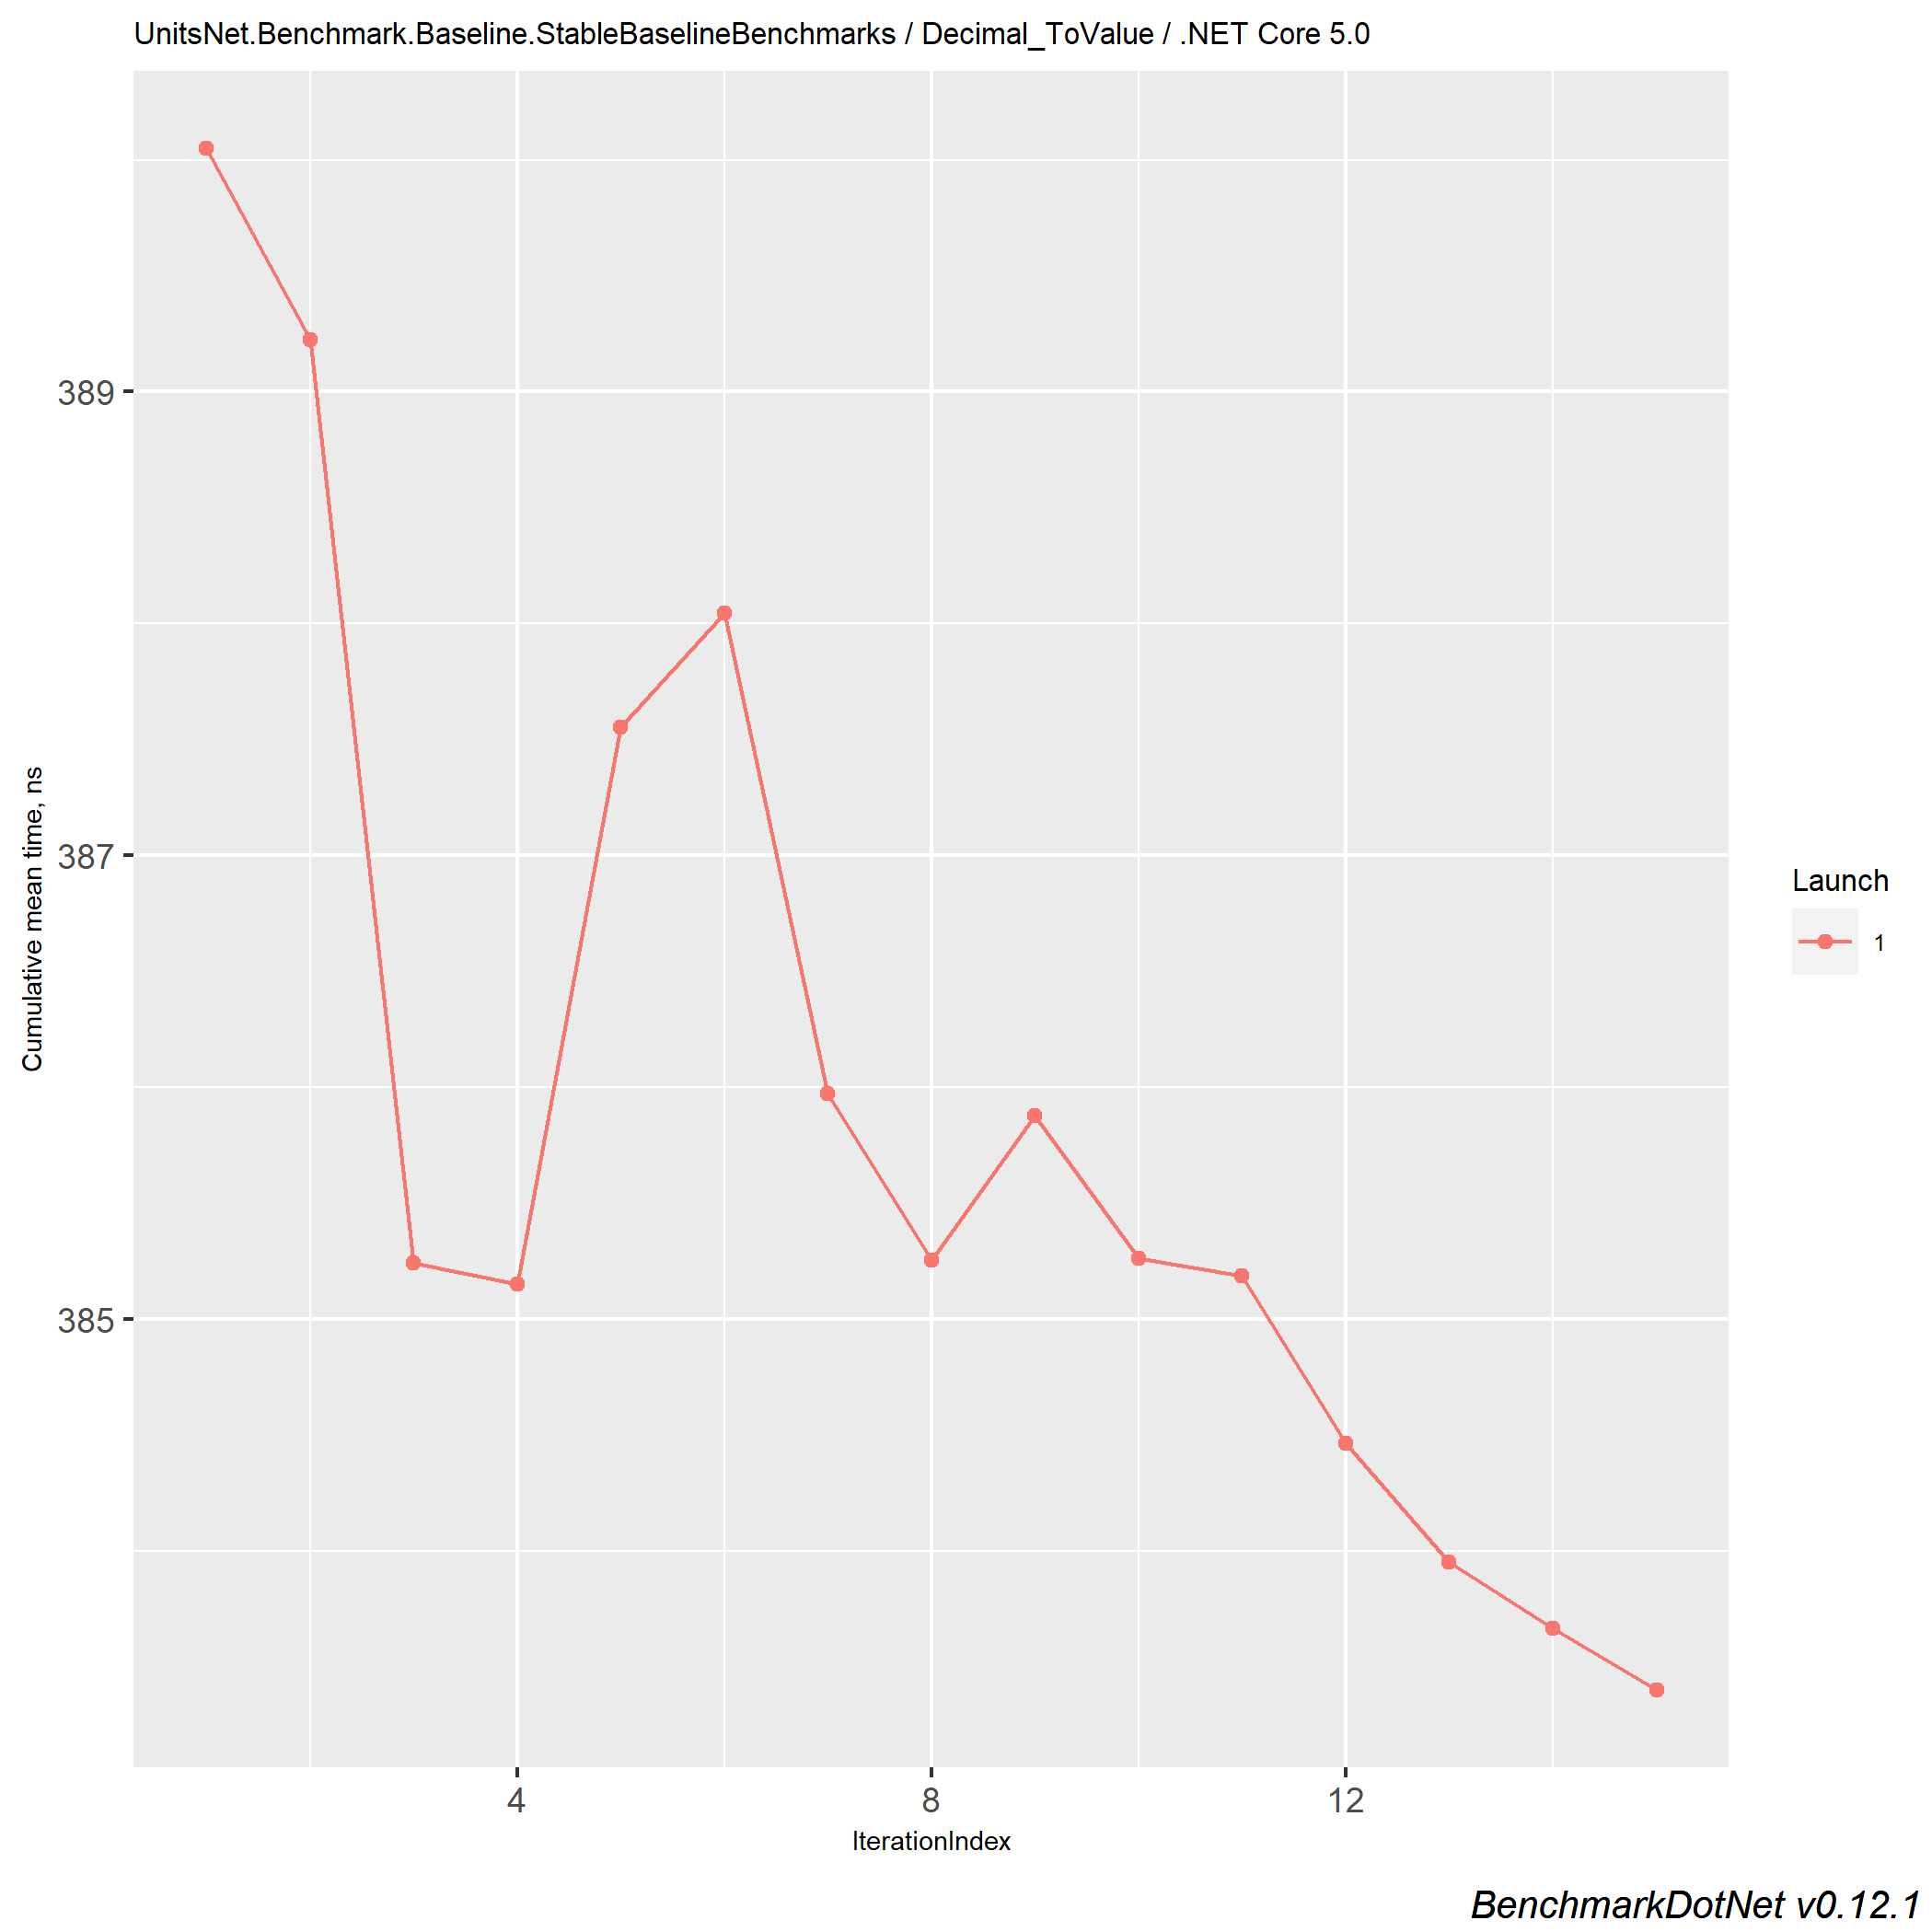 UnitsNet.Benchmark.Baseline.StableBaselineBenchmarks / Decimal_ToValue / .NET Core 5.0
389
387
385
Cumulative mean time, ns
4
8
12
IterationIndex
Launch
1
BenchmarkDotNet v0.12.1